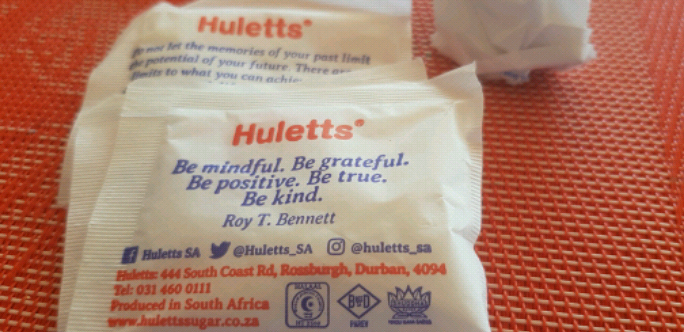 Huletts®
Do not let the memories of your past limit
the potential of your future. There are
limits to what you can achie
Huletts®
Be mindful. Be grateful.
Be positive. Be true.
Be kind.
Roy T. Bennett
Huletts SA @Huletts_SA @huletts_sa
Huletts: 444 South Coast Rd, Rossburgh, Durban, 4094
Tel: 031 460 0111
Produced in South Africa
www.hulettssugar.co.za
PAREV